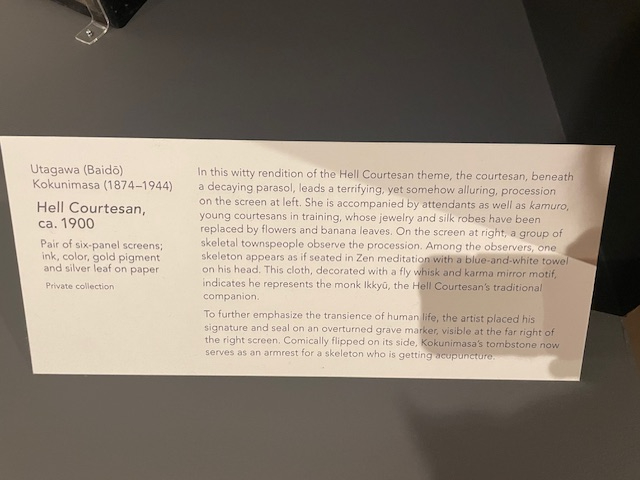 Utagawa (Baidō)
Kokunimasa (1874–1944)
Hell Courtesan,
ca. 1900
Pair of six-panel screens;
ink, color, gold pigment
and silver leaf on paper
Private collection
In this witty rendition of the Hell Courtesan theme, the courtesan, beneath
a decaying parasol, leads a terrifying, yet somehow alluring, procession
on the screen at left. She is accompanied by attendants as well as kamuro,
young courtesans in training, whose jewelry and silk robes have been
replaced by flowers and banana leaves. On the screen at right, a group of
skeletal townspeople observe the procession. Among the observers, one
skeleton appears as if seated in Zen meditation with a blue-and-white towel
on his head. This cloth, decorated with a fly whisk and karma mirror motif,
indicates he represents the monk Ikkyū, the Hell Courtesan's traditional
companion.
To further emphasize the transience of human life, the artist placed his
signature and seal on an overturned grave marker, visible at the far right of
the right screen. Comically flipped on its side, Kokunimasa's tombstone now
serves as an armrest for a skeleton who is getting acupuncture.